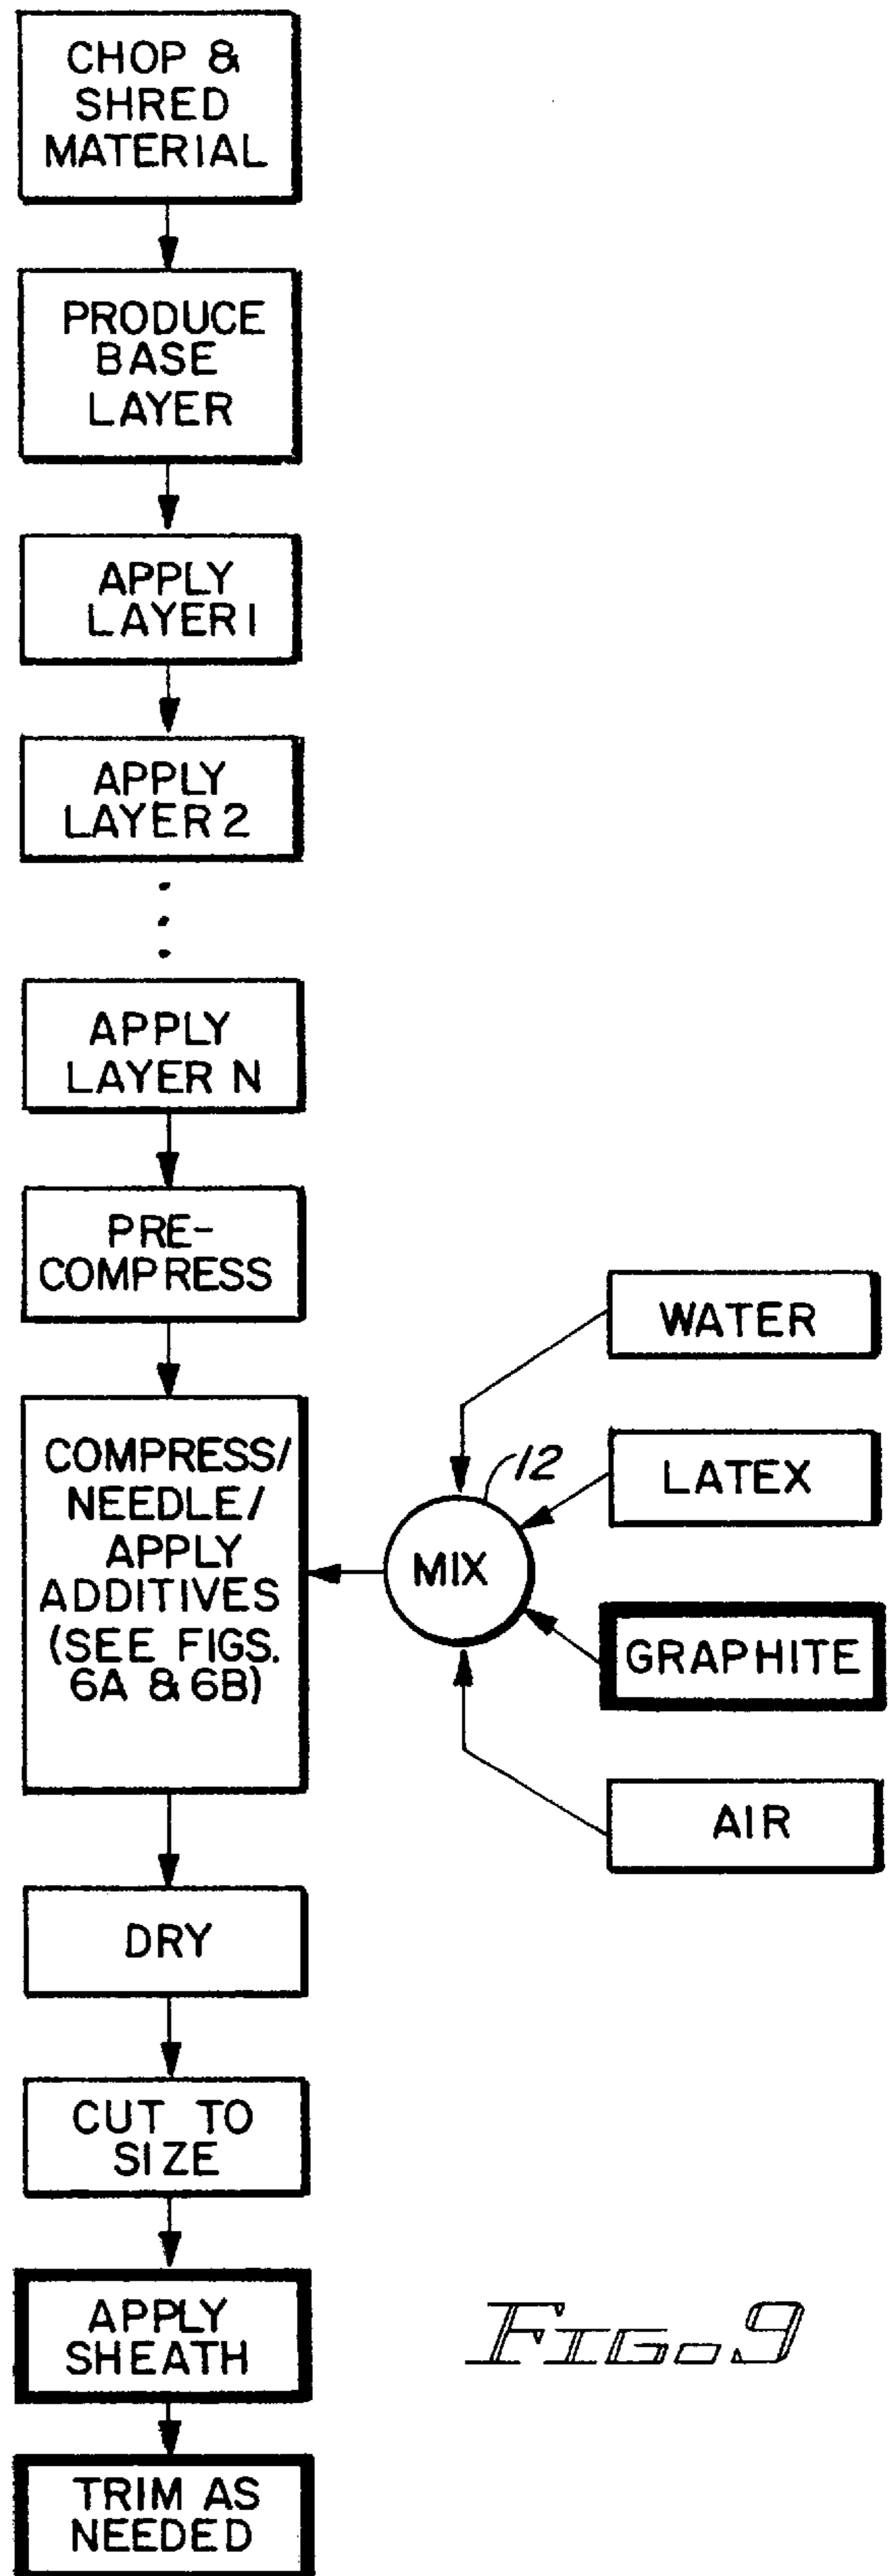 CHOP &
SHRED
MATERIAL
PRODUCE
BASE
LAYER
APPLY
LAYER 1
APPLY
LAYER 2
APPLY
LAYER N
PRE-
COMPRESS
COMPRESS/
NEEDLE/
APPLY
ADDITIVES
(SEE FIGS.
6A & 6B)
12
MIX
WATER
LATEX
GRAPHITE
AIR
DRY
CUT TO
SIZE
APPLY
SHEATH
TRIM AS
NEEDED
FIG-9